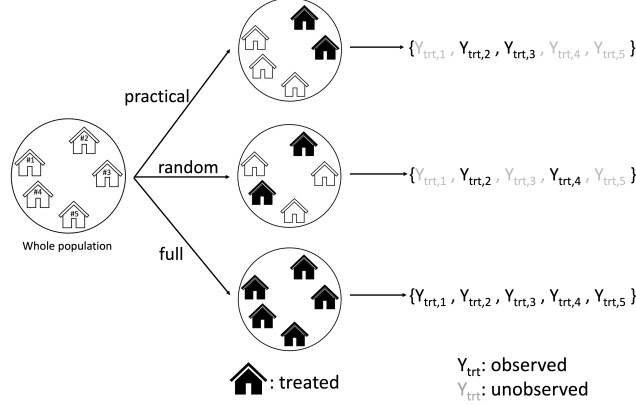 {Ytrt,1 , Ytrt,2 , Ytrt,3 , Ytrt,4 , Ytrt,5 }
practical
#2
#1
#3
#4
#5
Whole population
random
{Ytrt,1 , Ytrt,2 , Ytrt,3 , Ytrt,4 , Ytrt,5 }
full
{Ytrt,1 , Ytrt,2 , Ytrt,3 , Ytrt,4 , Ytrt,5 }
: treated
Ytrt: observed
Ytrt: unobserved